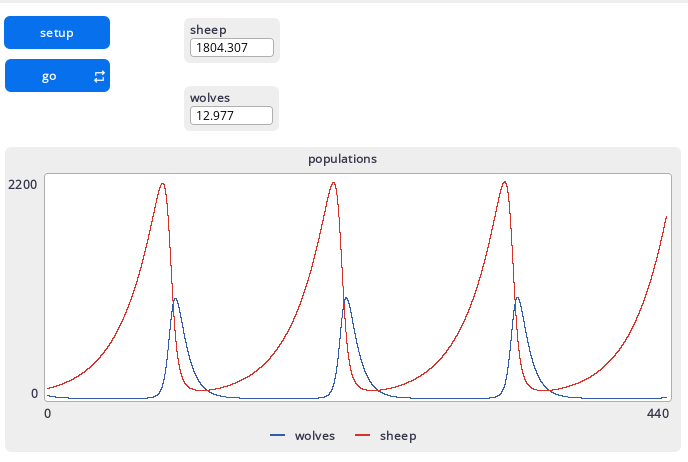 setup
go
sheep
1804.307
wolves
12.977
populations
2200
0
0
440
wolves
sheep